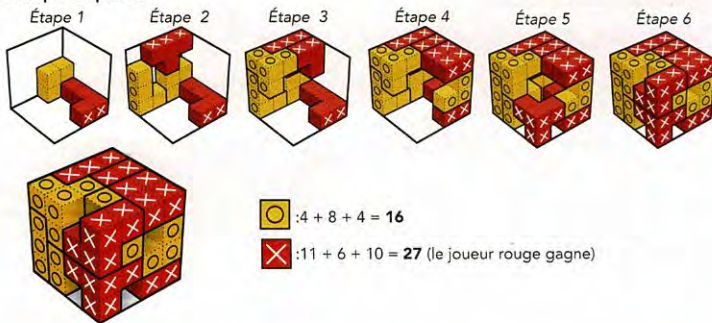 Étape 1
Étape 2
Étape 3
Étape 4
Étape 5
Étape 6
:4 + 8 + 4 = 16
:11 + 6 + 10 = 27 (le joueur rouge gagne)